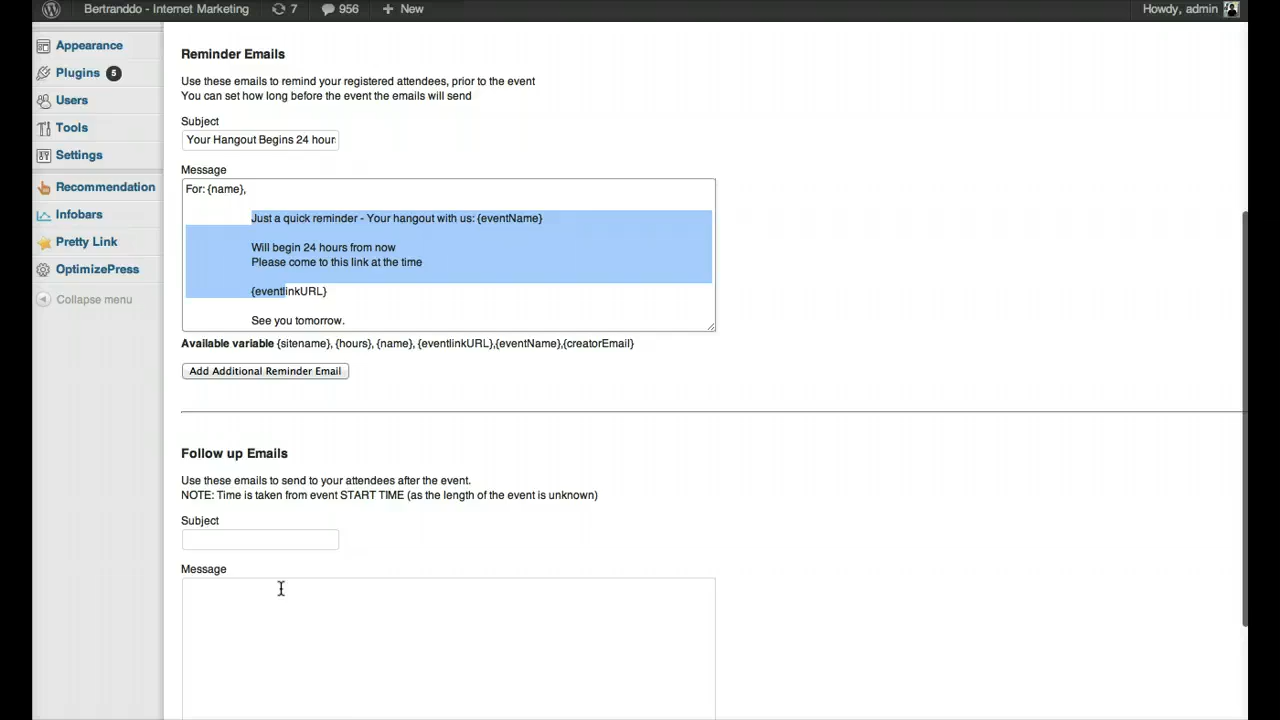 Bertranddo - Internet Marketing 7 956 + New Howdy, admin
Appearance
Plugins 5
Users
Tools
Settings
Recommendation
Infobars
Pretty Link
OptimizePress
Collapse menu
Reminder Emails
Use these emails to remind your registered attendees, prior to the event
You can set how long before the event the emails will send
Subject
Your Hangout Begins 24 hour
Message
For: {name},
Just a quick reminder - Your hangout with us: {eventName}
Will begin 24 hours from now
Please come to this link at the time
{eventlinkURL}
See you tomorrow.
Available variable {sitename}, {hours}, {name}, {eventlinkURL},{eventName},{creatorEmail}
Add Additional Reminder Email
Follow up Emails
Use these emails to send to your attendees after the event.
NOTE: Time is taken from event START TIME (as the length of the event is unknown)
Subject
Message